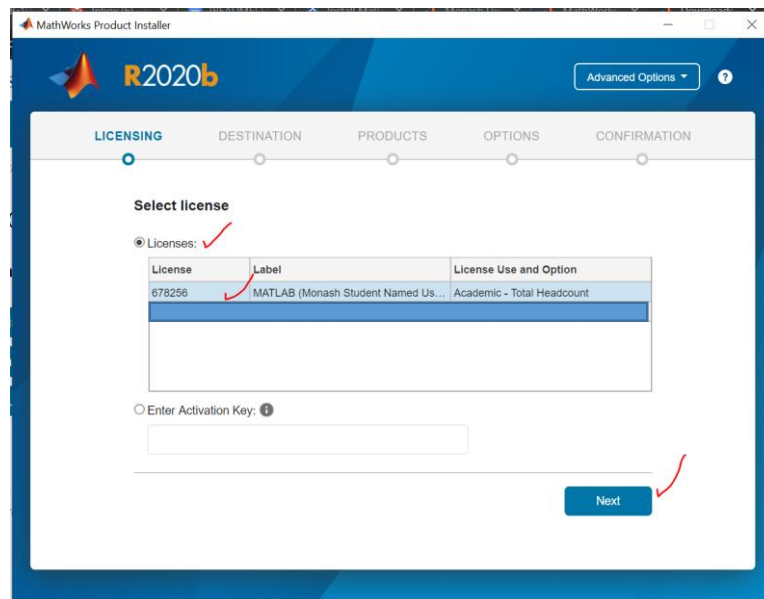 MathWorks Product Installer
R2020b
Advanced Options
?
LICENSING DESTINATION PRODUCTS OPTIONS CONFIRMATION
Select license
Licenses:
License Label License Use and Option
678256 MATLAB (Monash Student Named Us... Academic - Total Headcount
Enter Activation Key:
Next